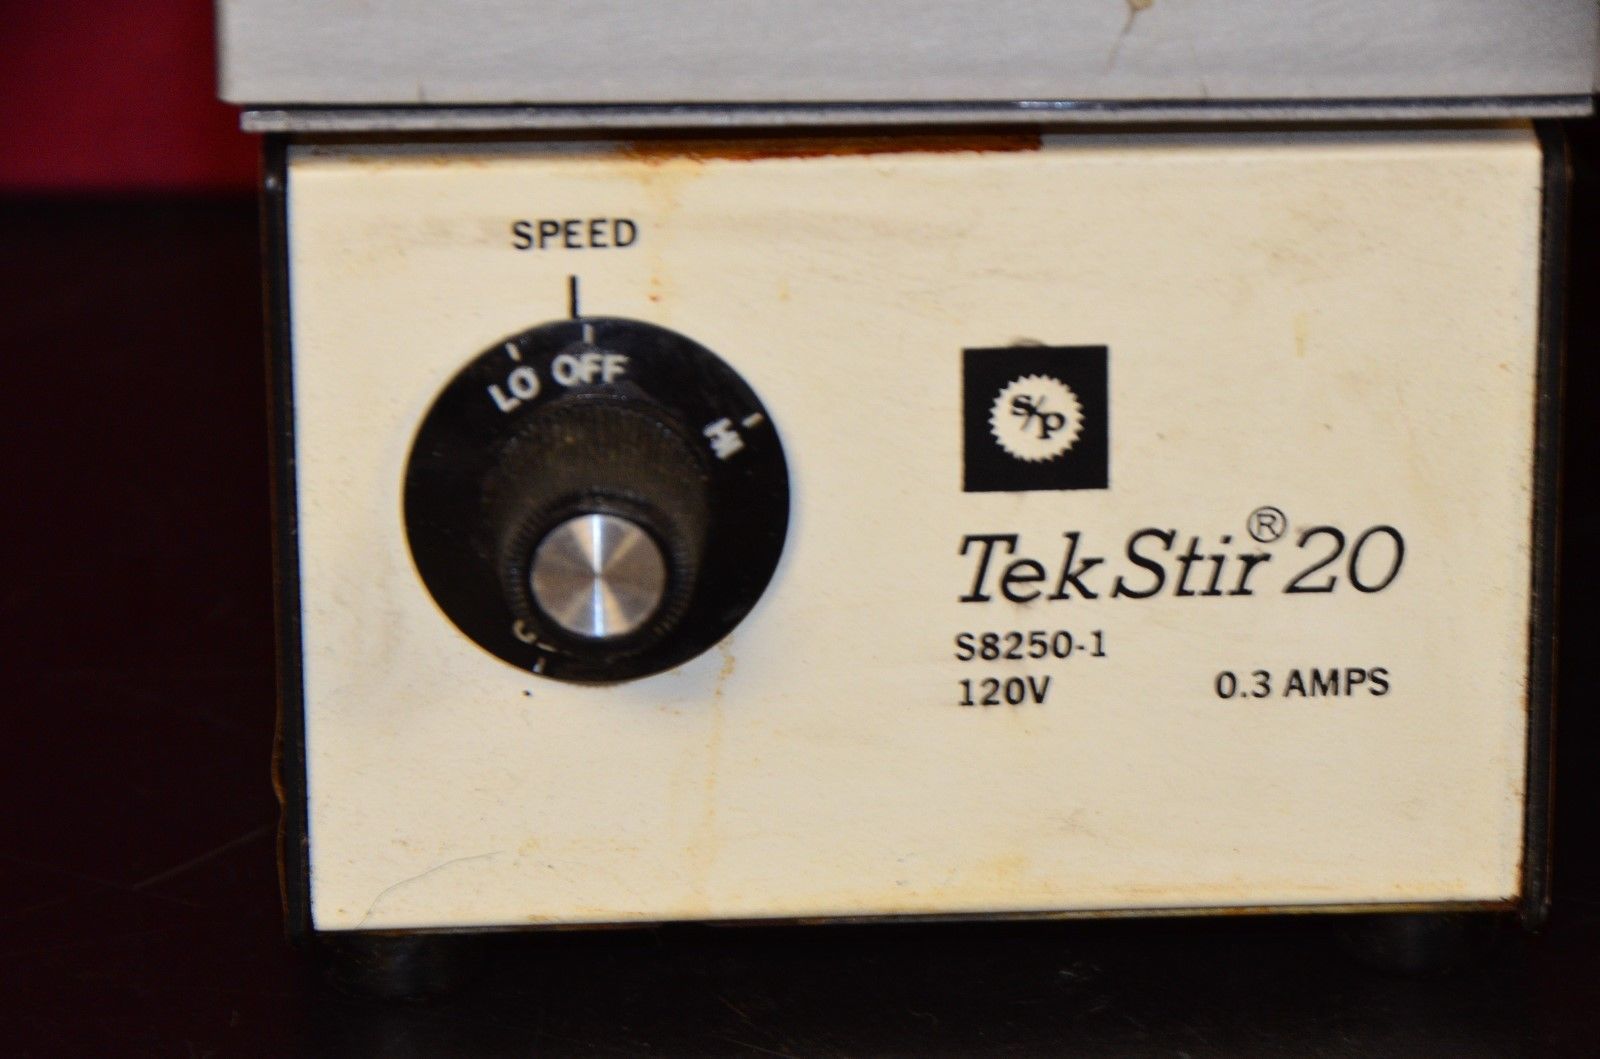 SPEED
LO OFF
HI
S/P
TekStir® 20
S8250-1
120V 0.3 AMPS